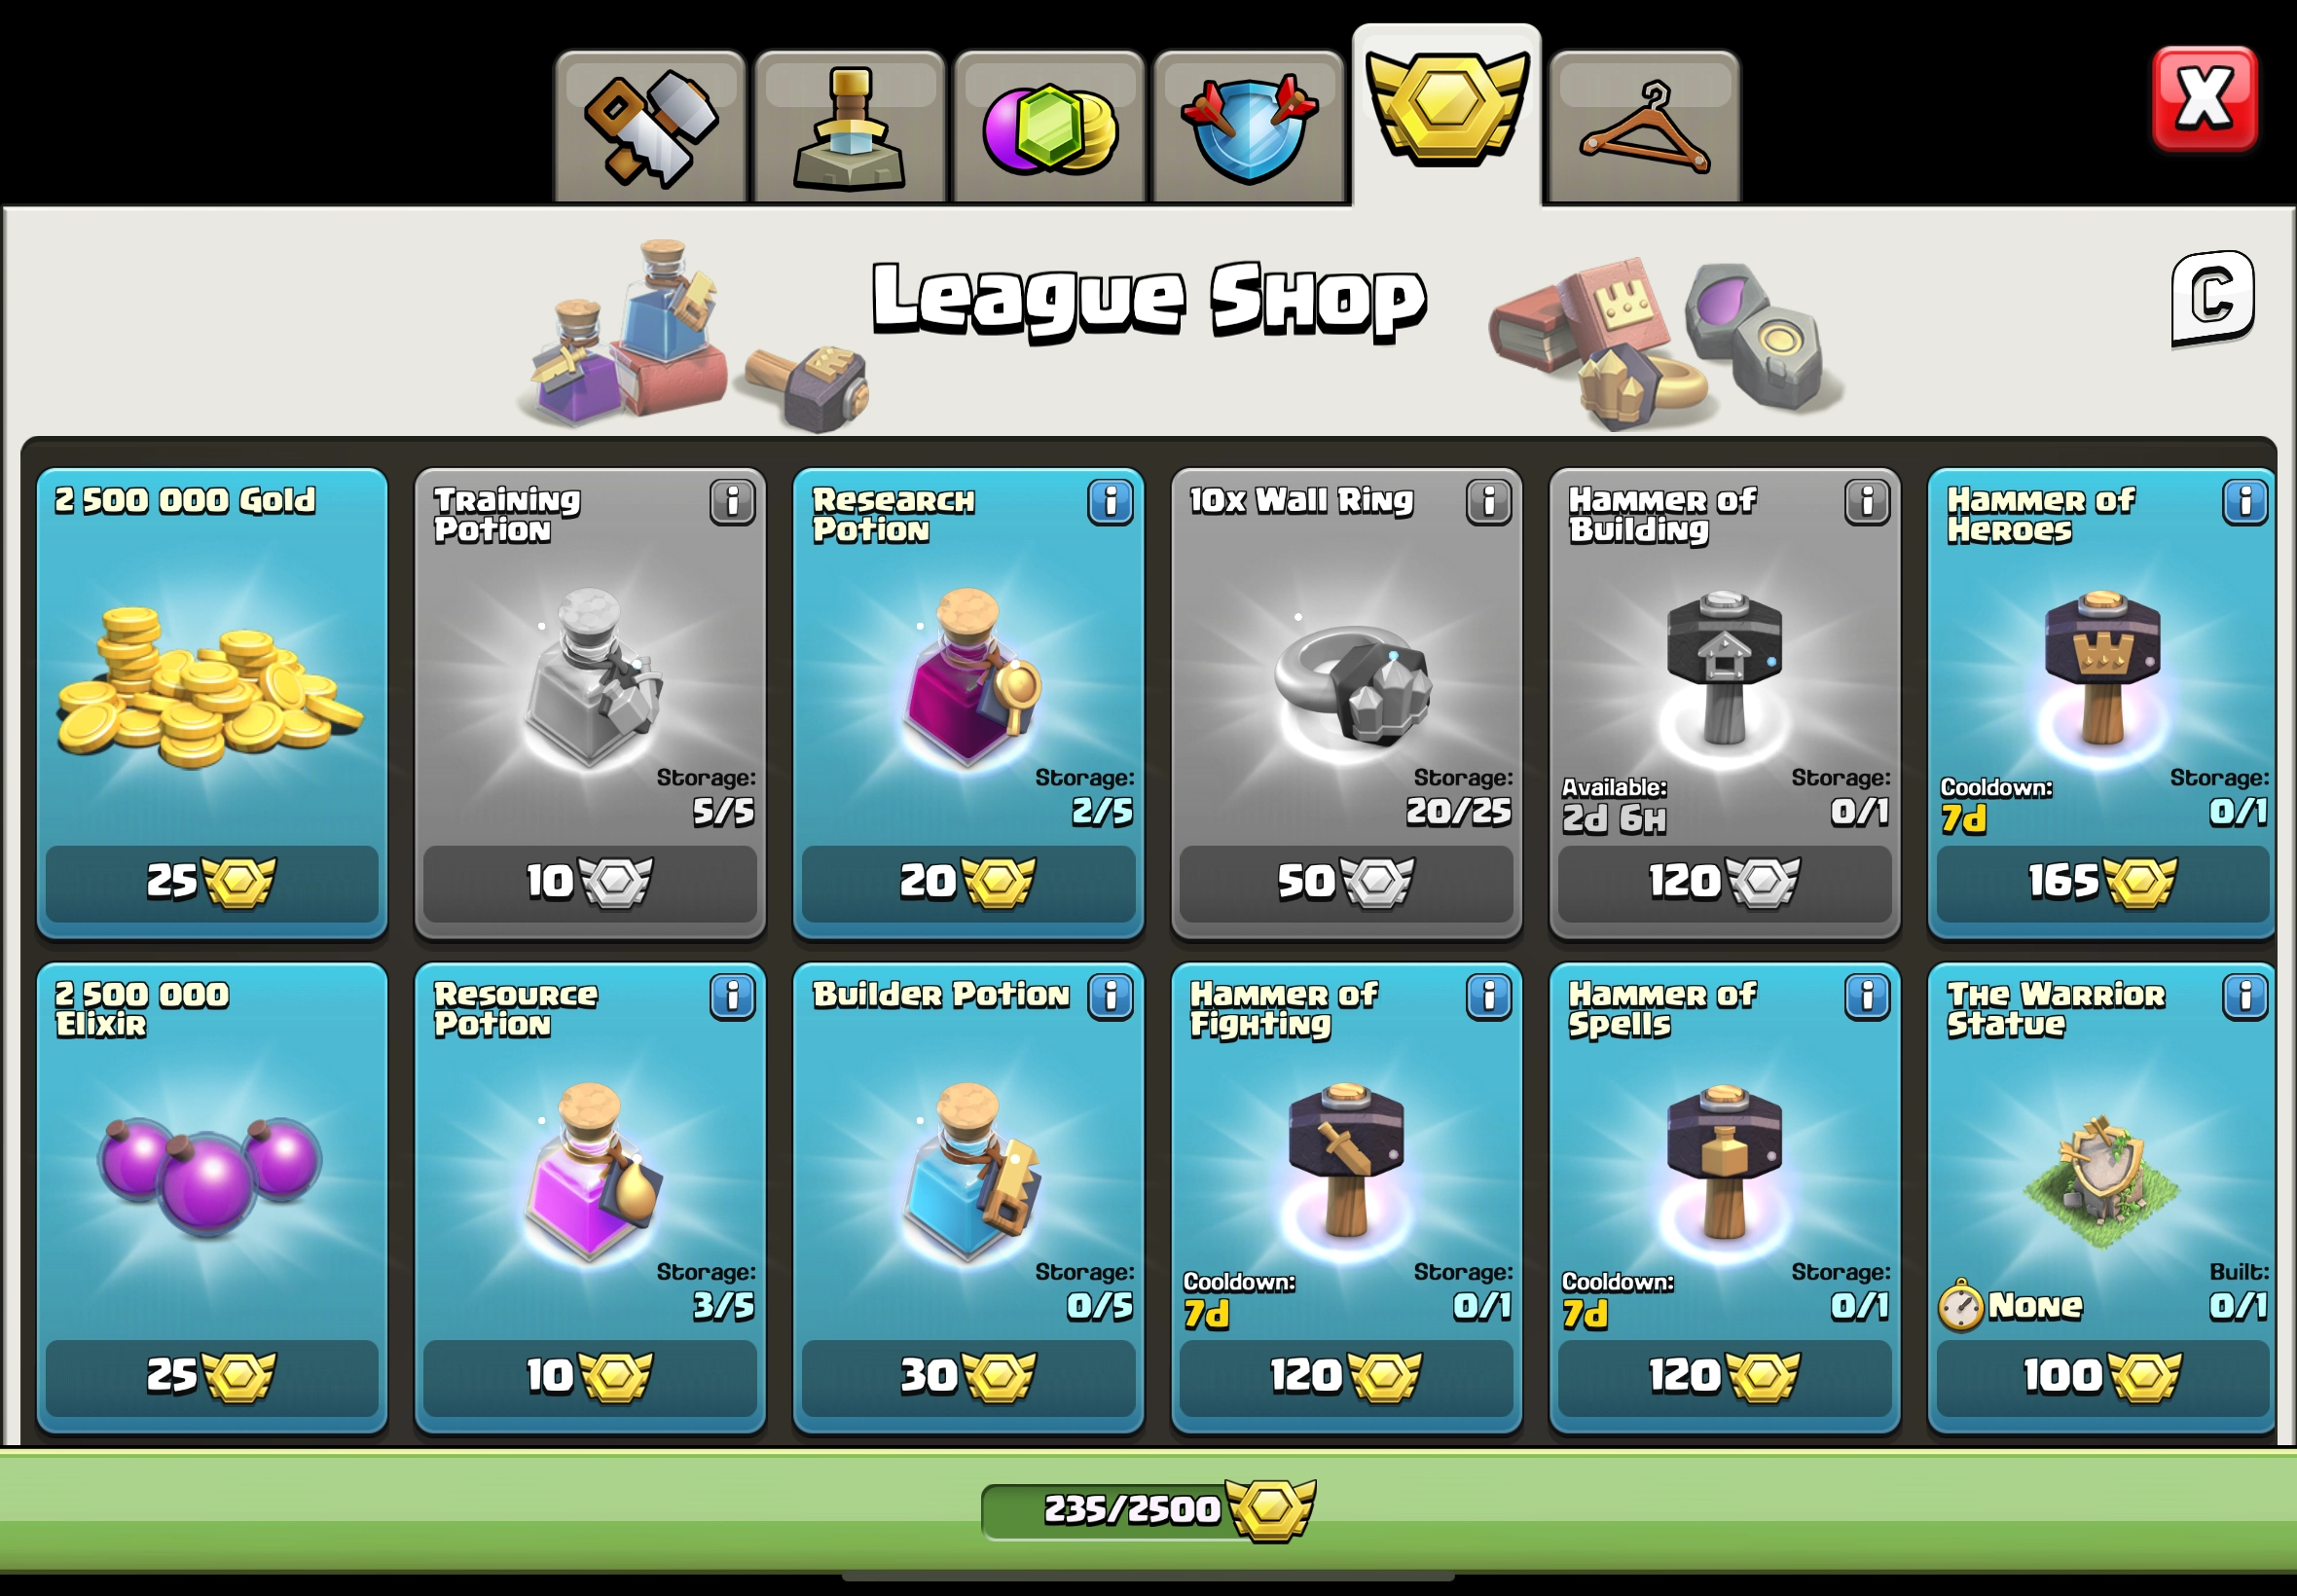 League Shop
2 500 000 Gold
25
Training
Potion
Storage:
5/5
10
Research
Potion
Storage:
2/5
20
10x Wall Ring
Storage:
20/25
50
Hammer of
Building
Available:
2d 6H
Storage:
0/1
120
Hammer of
Heroes
Cooldown:
7d
Storage:
0/1
165
2 500 000
Elixir
25
Resource
Potion
Storage:
3/5
10
Builder Potion
Storage:
0/5
30
Hammer of
Fighting
Cooldown:
7d
Storage:
0/1
120
Hammer of
Spells
Cooldown:
7d
Storage:
0/1
120
The Warrior
Statue
None
Built:
0/1
100
235/2500